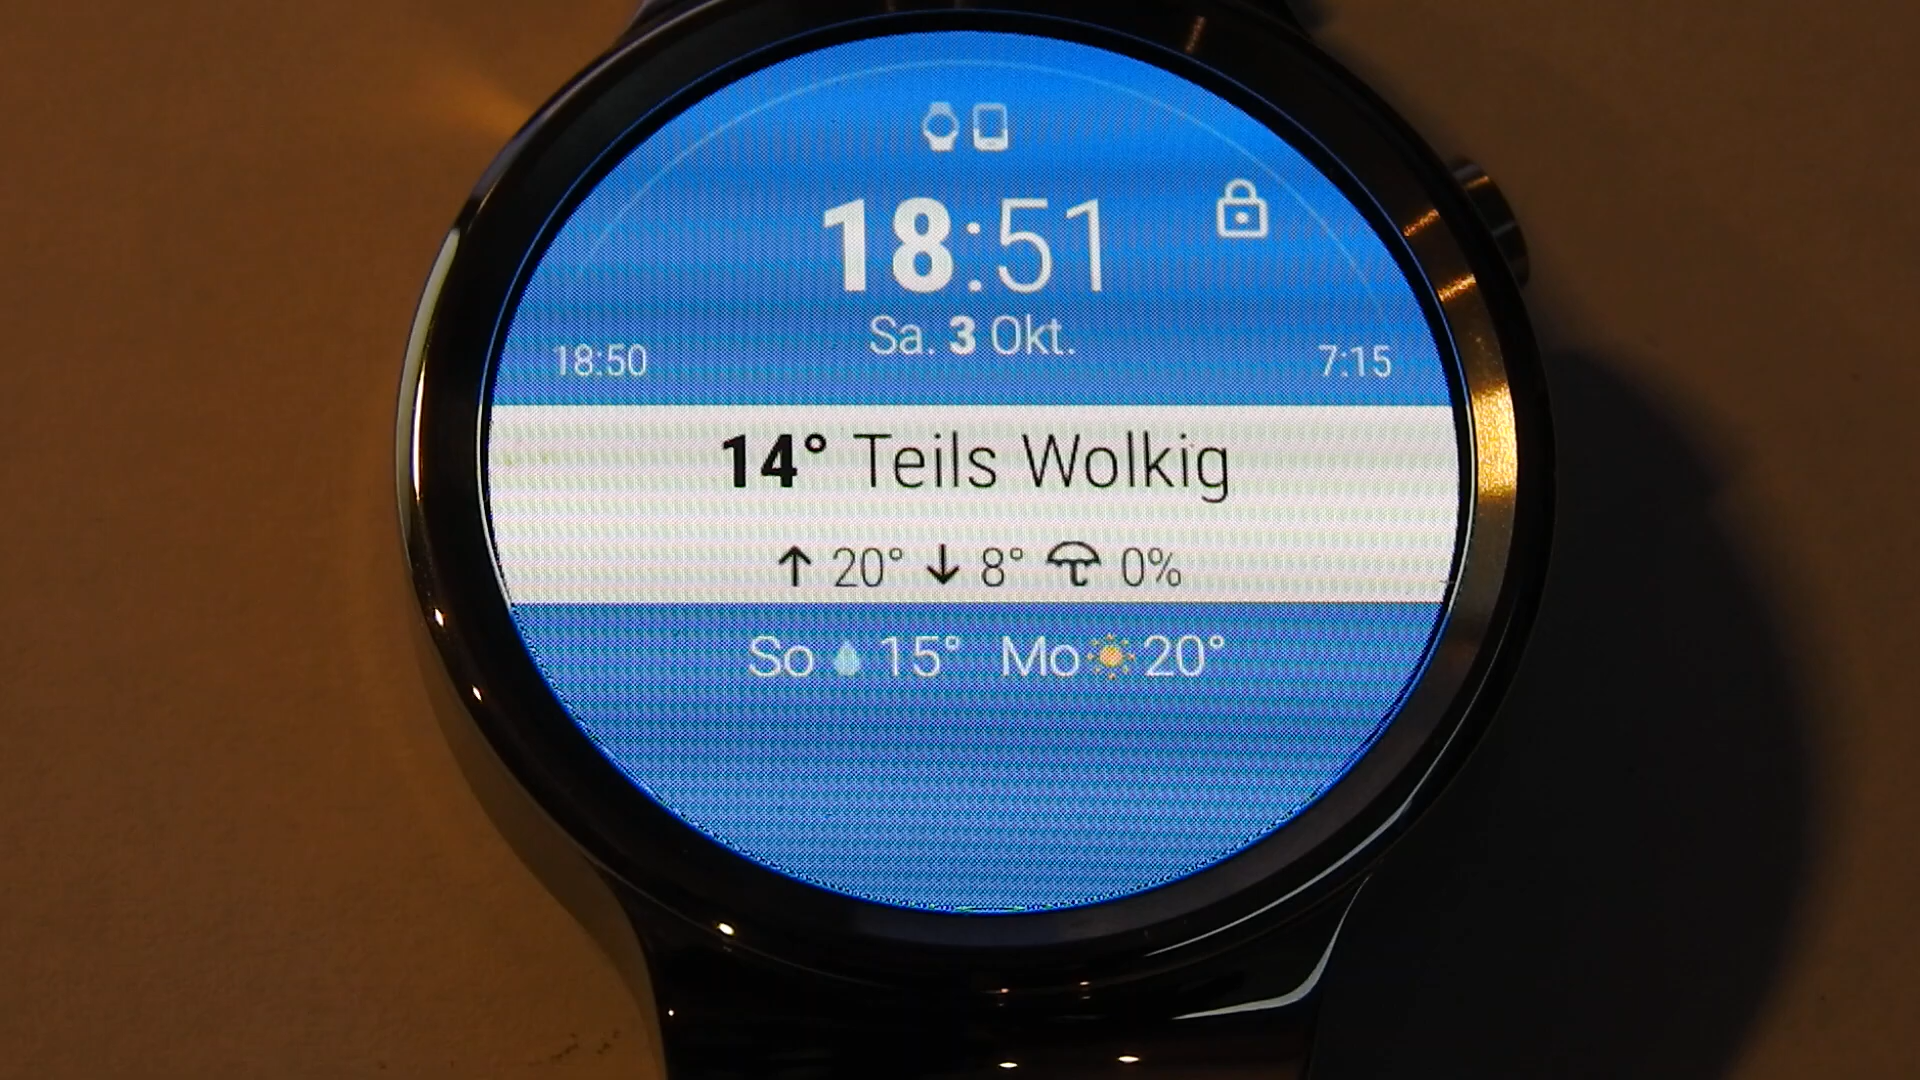 18:51
Sa. 3 Okt.
18:50 7:15
14° Teils Wolkig
↑ 20° ↓ 8° 0%
So 15° Mo 20°